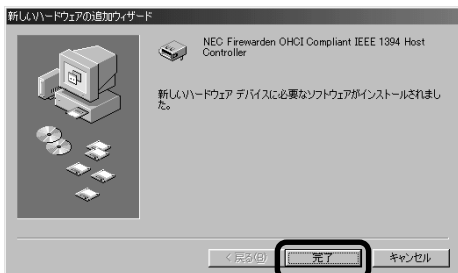 新しいハードウェアの追加ウィザード
NEC Firewarden OHCI Compliant IEEE 1394 Host
Controller
新しいハードウェア デバイスに必要なソフトウェアがインストールされまし
た。
< 戻る(B)
完了
キャンセル